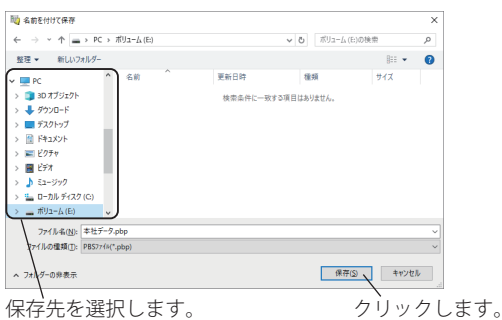 名前を付けて保存
PC › ボリューム (E:)
ボリューム (E:)の検索
整理 新しいフォルダー
名前 更新日時 種類 サイズ
検索条件に一致する項目はありません。
PC
3D オブジェクト
ダウンロード
デスクトップ
ドキュメント
ピクチャ
ビデオ
ミュージック
ローカル ディスク (C:)
ボリューム (E:)
ファイル名(N): 本社データ.pbp
ファイルの種類(T): PBSファイル(*.pbp)
フォルダーの非表示
保存(S) キャンセル
保存先を選択します。 クリックします。